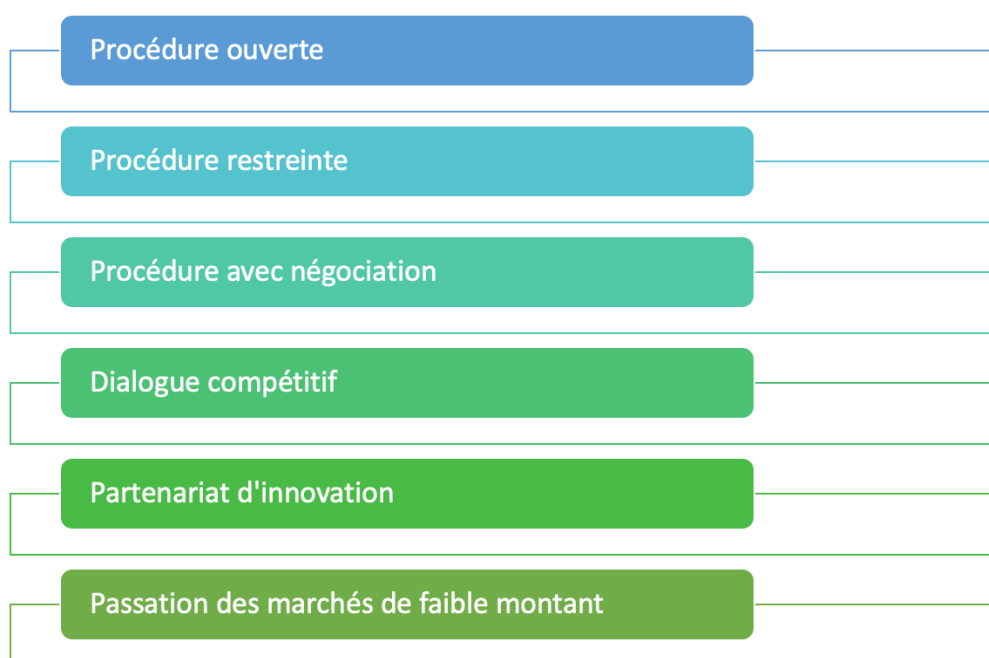 Procédure ouverte
Procédure restreinte
Procédure avec négociation
Dialogue compétitif
Partenariat d'innovation
Passation des marchés de faible montant